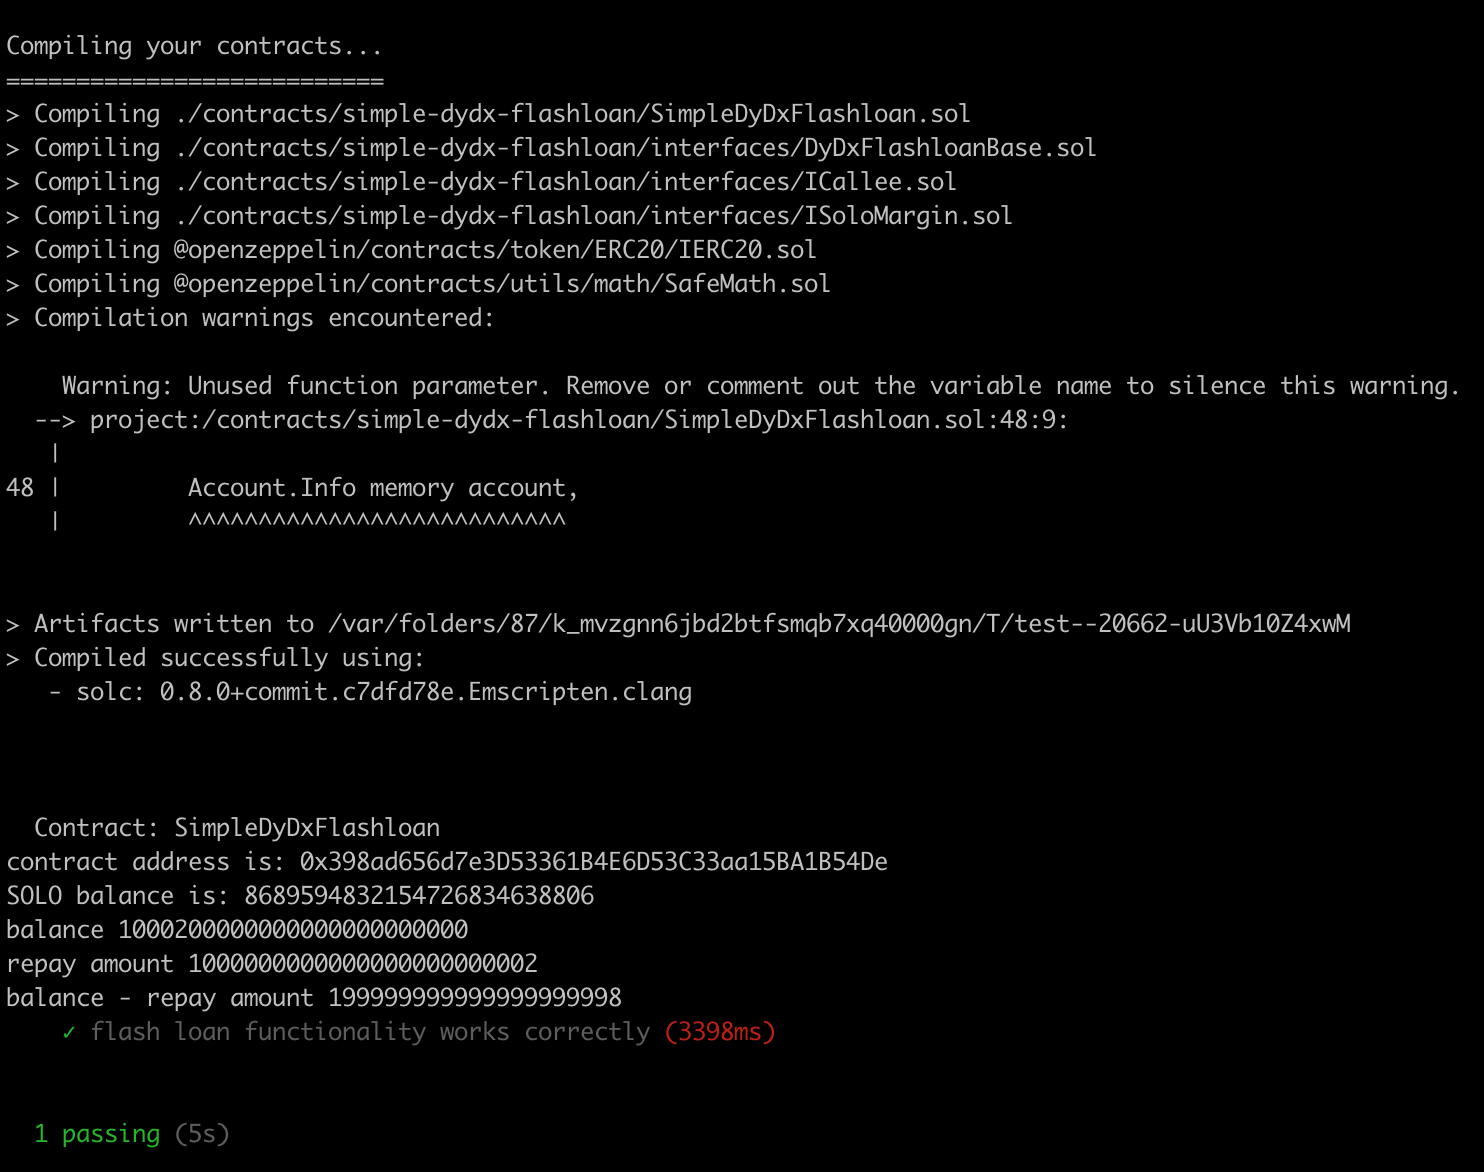 Compiling your contracts...
===========================
> Compiling ./contracts/simple-dydx-flashloan/SimpleDyDxFlashloan.sol
> Compiling ./contracts/simple-dydx-flashloan/interfaces/DyDxFlashloanBase.sol
> Compiling ./contracts/simple-dydx-flashloan/interfaces/ICallee.sol
> Compiling ./contracts/simple-dydx-flashloan/interfaces/ISoloMargin.sol
> Compiling @openzeppelin/contracts/token/ERC20/IERC20.sol
> Compiling @openzeppelin/contracts/utils/math/SafeMath.sol
> Compilation warnings encountered:
Warning: Unused function parameter. Remove or comment out the variable name to silence this warning.
--> project:/contracts/simple-dydx-flashloan/SimpleDyDxFlashloan.sol:48:9:
|
48 | Account.Info memory account,
| ^^^^^^^^^^^^^^^^^^^^^^^^^^^
> Artifacts written to /var/folders/87/k_mvzgnn6jbd2btfsmqb7xq40000gn/T/test--20662-uU3Vb10Z4xwM
> Compiled successfully using:
- solc: 0.8.0+commit.c7dfd78e.Emscripten.clang
Contract: SimpleDyDxFlashloan
contract address is: 0x398ad656d7e3D53361B4E6D53C33aa15BA1B54De
SOLO balance is: 8689594832154726834638806
balance 1000200000000000000000000
repay amount 1000000000000000000000002
balance - repay amount 199999999999999999998
✓ flash loan functionality works correctly (3398ms)
1 passing (5s)